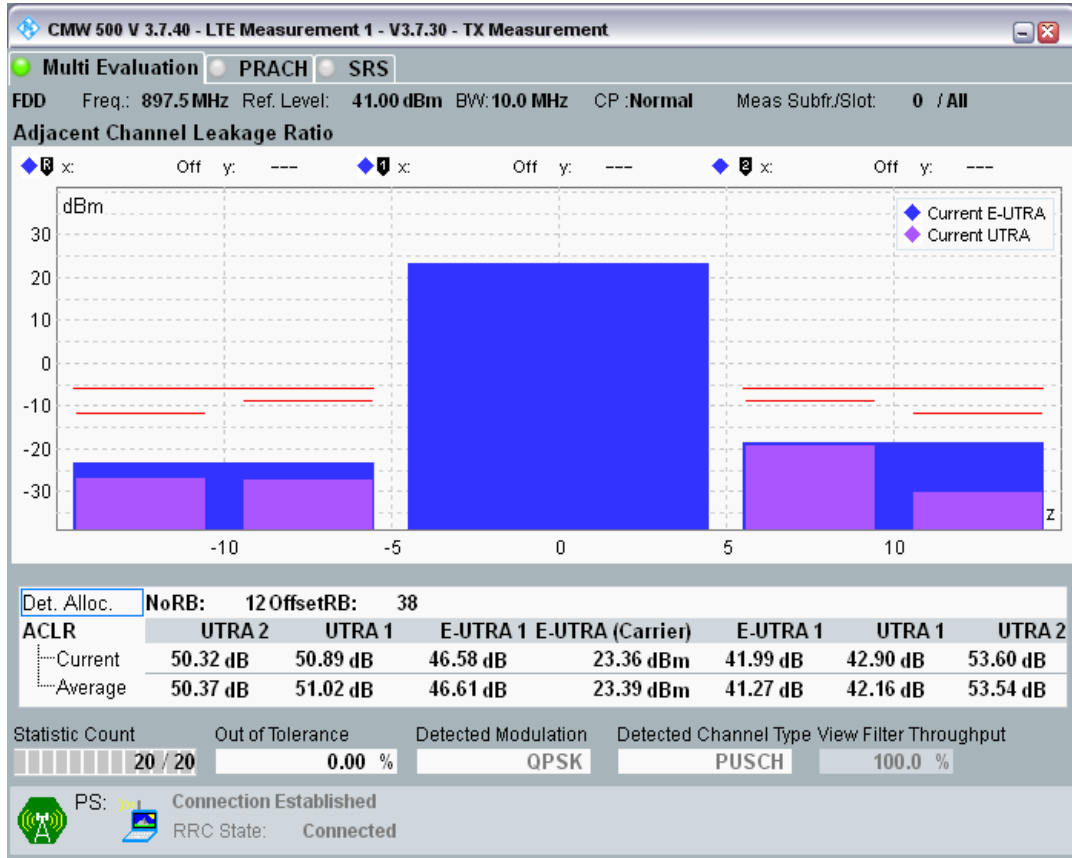 CMW 500 V 3.7.40 - LTE Measurement 1 - V3.7.30 - TX Measurement
Multi Evaluation PRACH SRS
FDD Freq.: 897.5 MHz Ref. Level: 41.00 dBm BW: 10.0 MHz CP :Normal Meas Subfr./Slot: 0 / All
Adjacent Channel Leakage Ratio
R x: Off y: --- 1 x: Off y: --- 2 x: Off y: ---
dBm
Current E-UTRA
Current UTRA
30
20
10
0
-10
-20
-30
z
-10 -5 0 5 10
Det. Alloc. NoRB: 12 OffsetRB: 38
ACLR UTRA 2 UTRA 1 E-UTRA 1 E-UTRA (Carrier) E-UTRA 1 UTRA 1 UTRA 2
Current 50.32 dB 50.89 dB 46.58 dB 23.36 dBm 41.99 dB 42.90 dB 53.60 dB
Average 50.37 dB 51.02 dB 46.61 dB 23.39 dBm 41.27 dB 42.16 dB 53.54 dB
Statistic Count Out of Tolerance Detected Modulation Detected Channel Type View Filter Throughput
20 / 20 0.00 % QPSK PUSCH 100.0 %
PS: Connection Established
RRC State: Connected